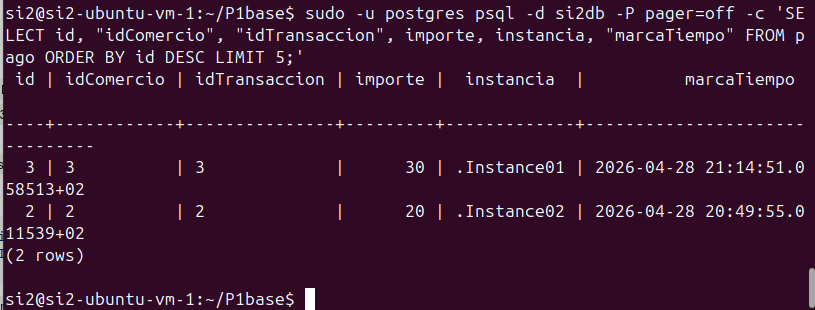 si2@si2-ubuntu-vm-1:~/P1base$ sudo -u postgres psql -d si2db -P pager=off -c 'SE
LECT id, "idComercio", "idTransaccion", importe, instancia, "marcaTiempo" FROM p
ago ORDER BY id DESC LIMIT 5;'
 id | idComercio | idTransaccion | importe |  instancia  |          marcaTiempo

----+------------+---------------+---------+-------------+----------------------
---------
  3 | 3          | 3             |      30 | .Instance01 | 2026-04-28 21:14:51.0
58513+02
  2 | 2          | 2             |      20 | .Instance02 | 2026-04-28 20:49:55.0
11539+02
(2 rows)

si2@si2-ubuntu-vm-1:~/P1base$